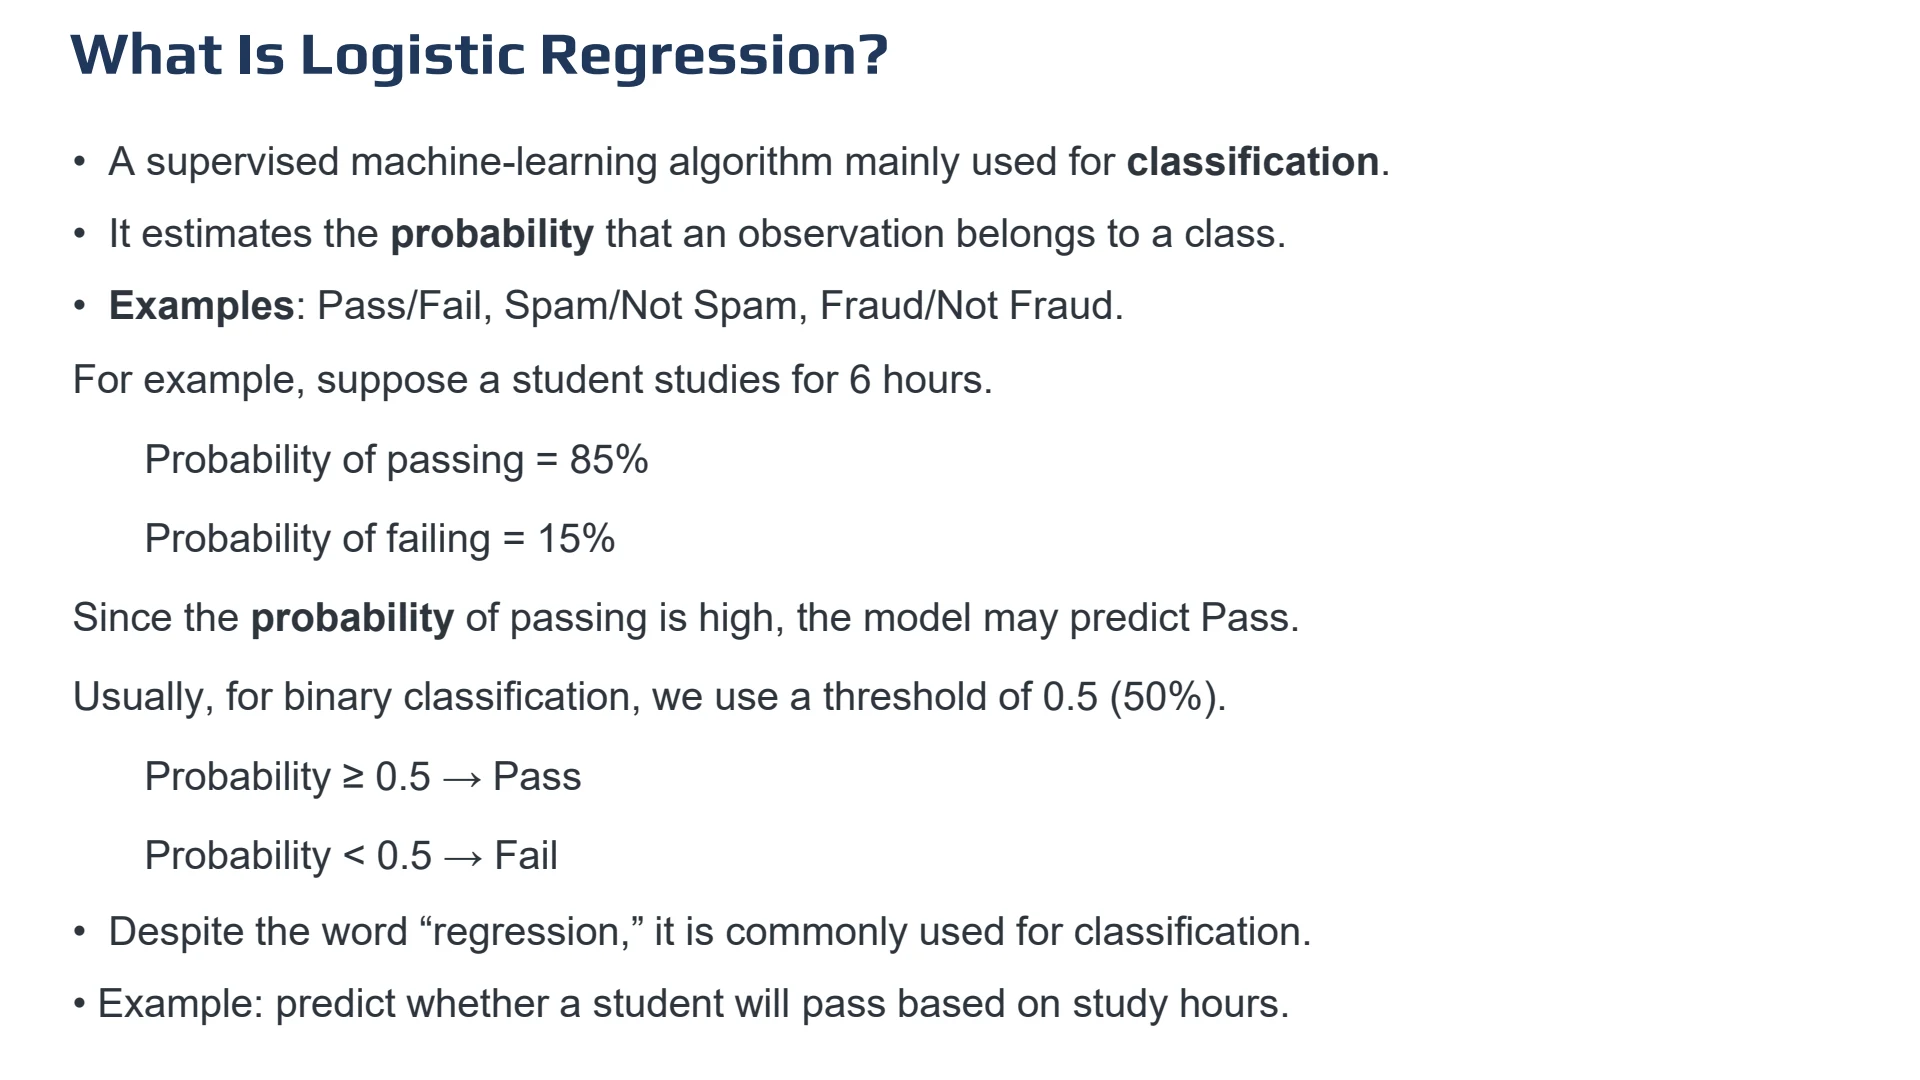 What Is Logistic Regression?
• A supervised machine-learning algorithm mainly used for classification.
• It estimates the probability that an observation belongs to a class.
• Examples: Pass/Fail, Spam/Not Spam, Fraud/Not Fraud.
For example, suppose a student studies for 6 hours.
Probability of passing = 85%
Probability of failing = 15%
Since the probability of passing is high, the model may predict Pass.
Usually, for binary classification, we use a threshold of 0.5 (50%).
Probability ≥ 0.5 → Pass
Probability < 0.5 → Fail
• Despite the word “regression,” it is commonly used for classification.
• Example: predict whether a student will pass based on study hours.